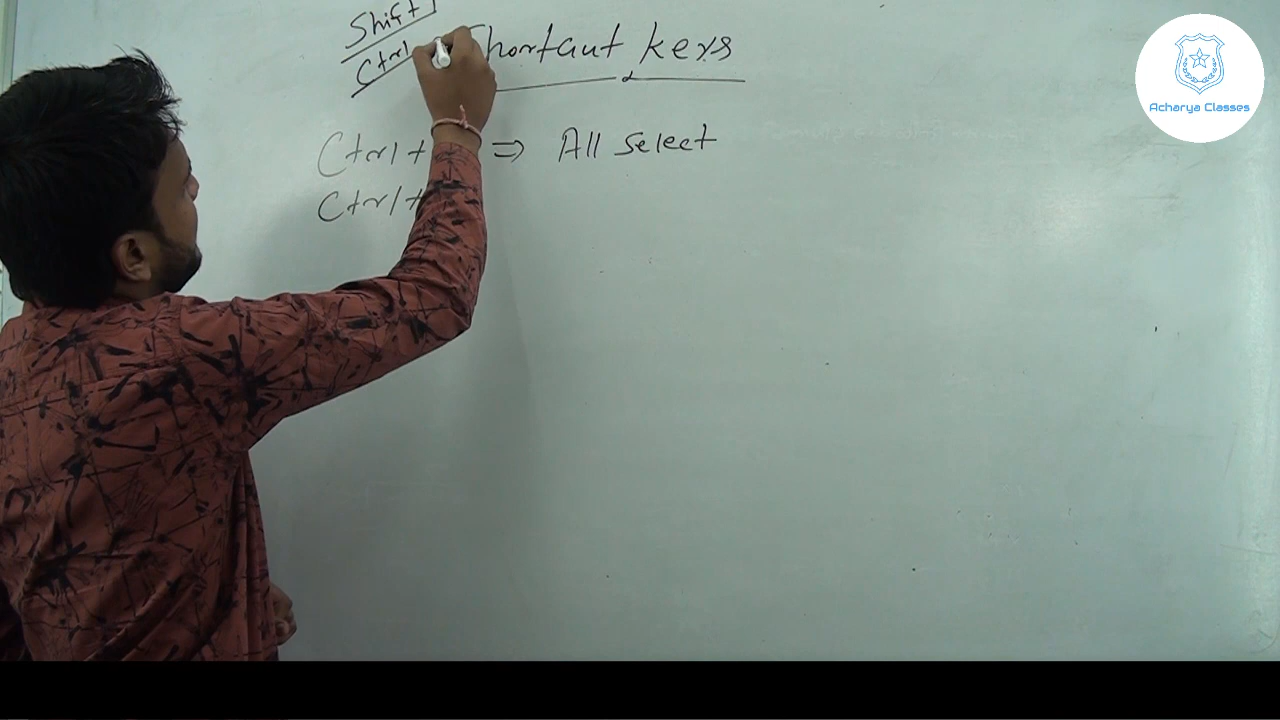 Shift
Ctrl
Shortcut keys
Ctrl + => All select
Ctrl +
Acharya Classes